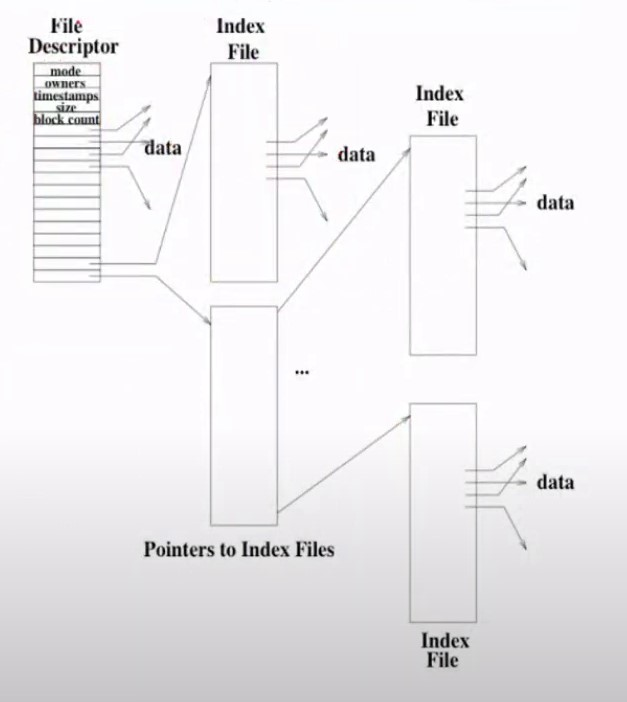 File
Descriptor
mode
owners
timestamps
size
block count
data
Index
File
data
Index
File
data
...
Pointers to Index Files
data
Index
File